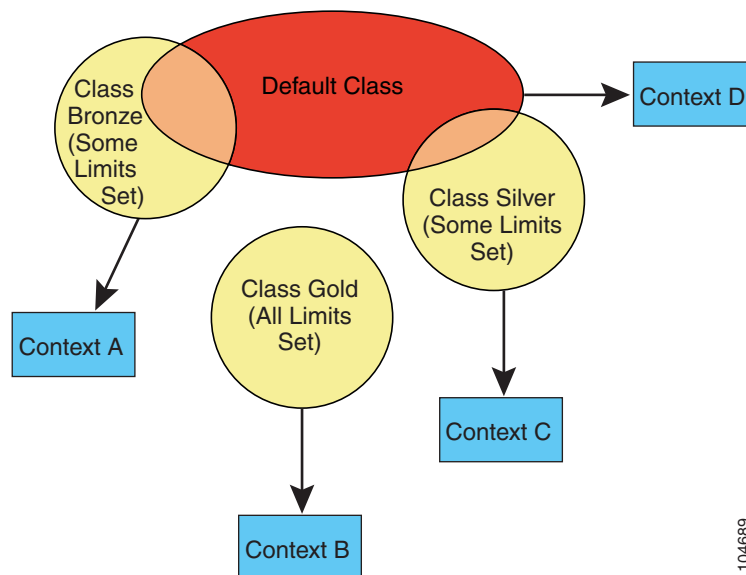 Class
Bronze
(Some
Limits
Set)
Default Class
Context D
Class Silver
(Some Limits
Set)
Class Gold
(All Limits
Set)
Context A
Context C
Context B
104689